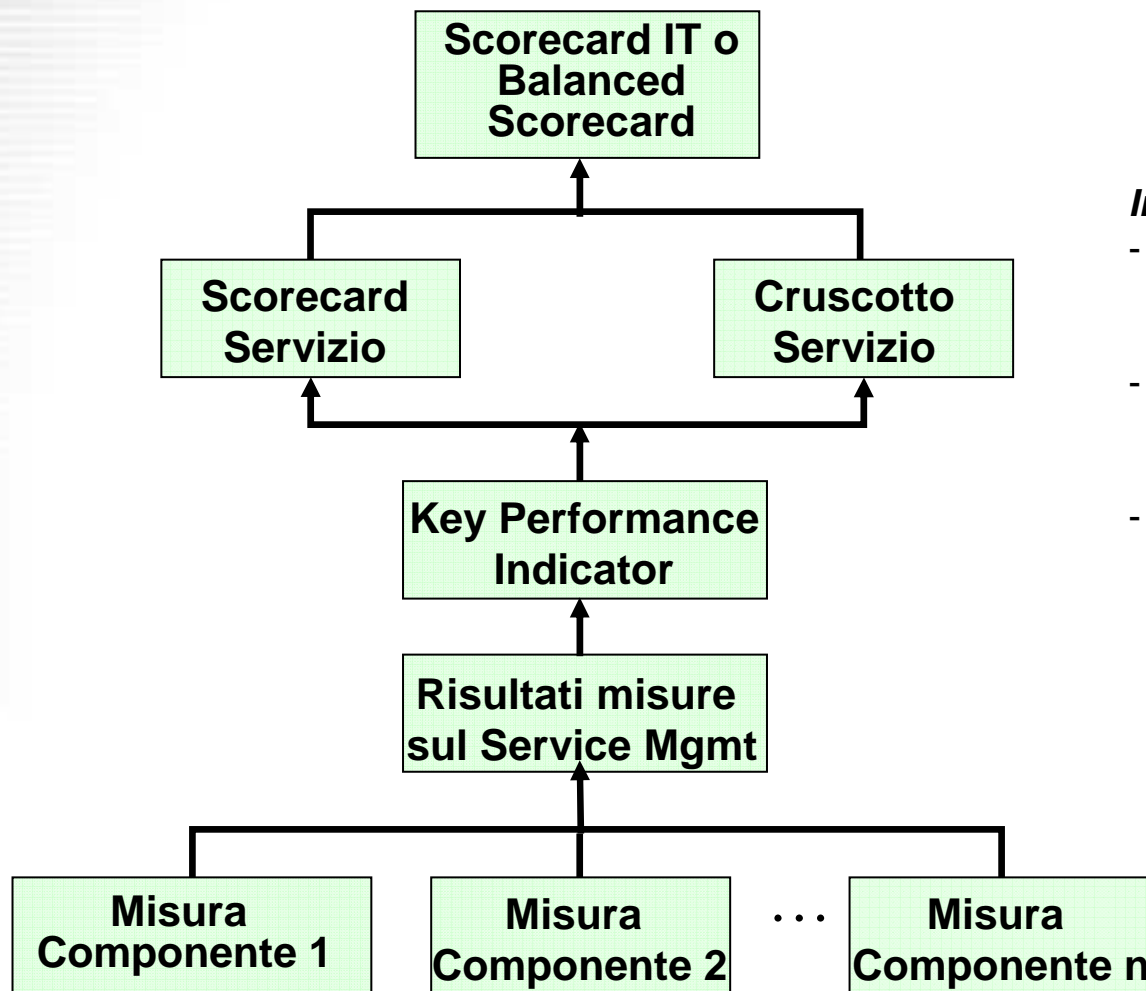 Scorecard IT o
Balanced
Scorecard
Scorecard
Servizio
Cruscotto
Servizio
Key Performance
Indicator
Risultati misure
sul Service Mgmt
Misura
Componente 1
Misura
Componente 2
...
Misura
Componente n
-
-
-